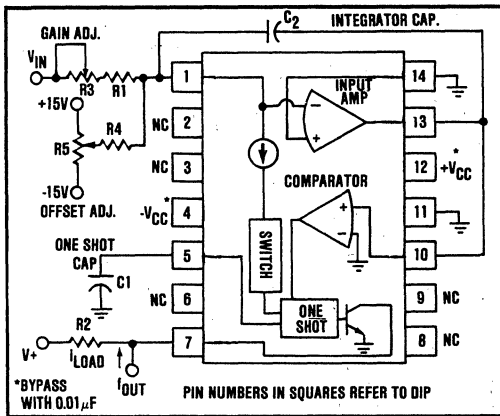 GAIN ADJ.
C2
INTEGRATOR CAP.
VIN
R3
R1
1
14
INPUT
AMP
-
+
+15V
R4
R5
-15V
OFFSET ADJ.
NC
2
13
NC
3
12
+VCC*
COMPARATOR
-VCC*
4
11
+
-
SWITCH
ONE SHOT
CAP
C1
5
10
NC
6
9
NC
ONE
SHOT
R2
V+
iLOAD
7
8
NC
fOUT
*BYPASS
WITH 0.01μF
PIN NUMBERS IN SQUARES REFER TO DIP